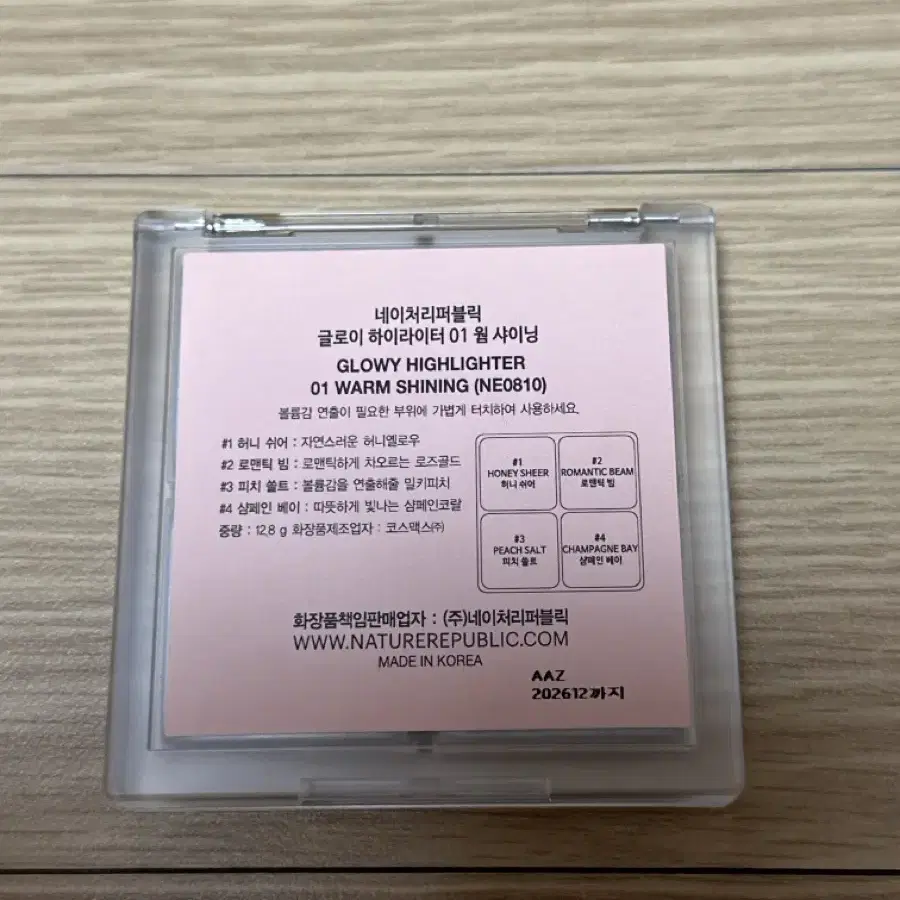 네이처리퍼블릭
글로이 하이라이터 01 웜 샤이닝
GLOWY HIGHLIGHTER
01 WARM SHINING (NE0810)
볼륨감 연출이 필요한 부위에 가볍게 터치하여 사용하세요.
#1 허니 쉬어 : 자연스러운 허니옐로우
#2 로맨틱 빔 : 로맨틱하게 차오르는 로즈골드
#3 피치 쏠트 : 볼륨감을 연출해줄 밀키피치
#4 샴페인 베이 : 따뜻하게 빛나는 샴페인코랄
중량 : 12.8 g 화장품제조업자 : 코스맥스㈜
#1
HONEY SHEER
허니 쉬어
#2
ROMANTIC BEAM
로맨틱 빔
#3
PEACH SALT
피치 쏠트
#4
CHAMPAGNE BAY
샴페인 베이
화장품책임판매업자 : (주)네이처리퍼블릭
WWW.NATUREREPUBLIC.COM
MADE IN KOREA
AAZ
202612까지